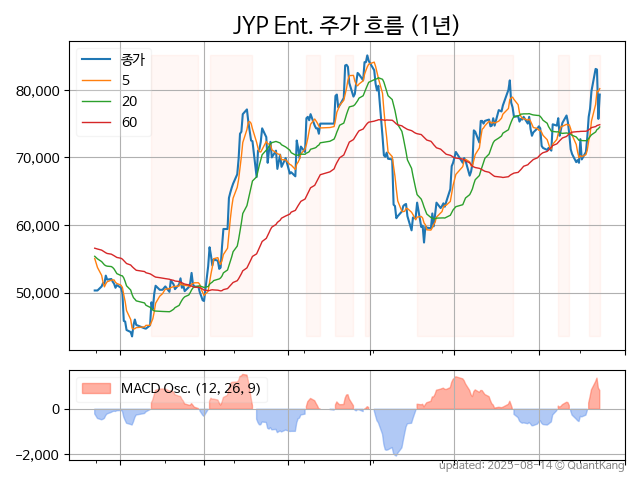 JYP Ent. 주가 흐름 (1년)
종가
5
20
60
80,000
70,000
60,000
50,000
MACD Osc. (12, 26, 9)
0
−2,000
updated: 2025-08-14 © QuantKang